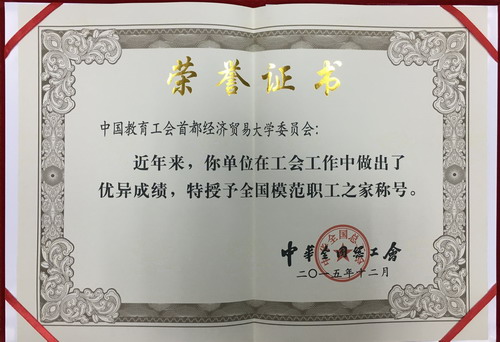 荣誉证书
中国教育工会首都经济贸易大学委员会：
近年来，你单位在工会工作中做出了
优异成绩，特授予全国模范职工之家称号。
中华全国总工会
二〇一五年十二月